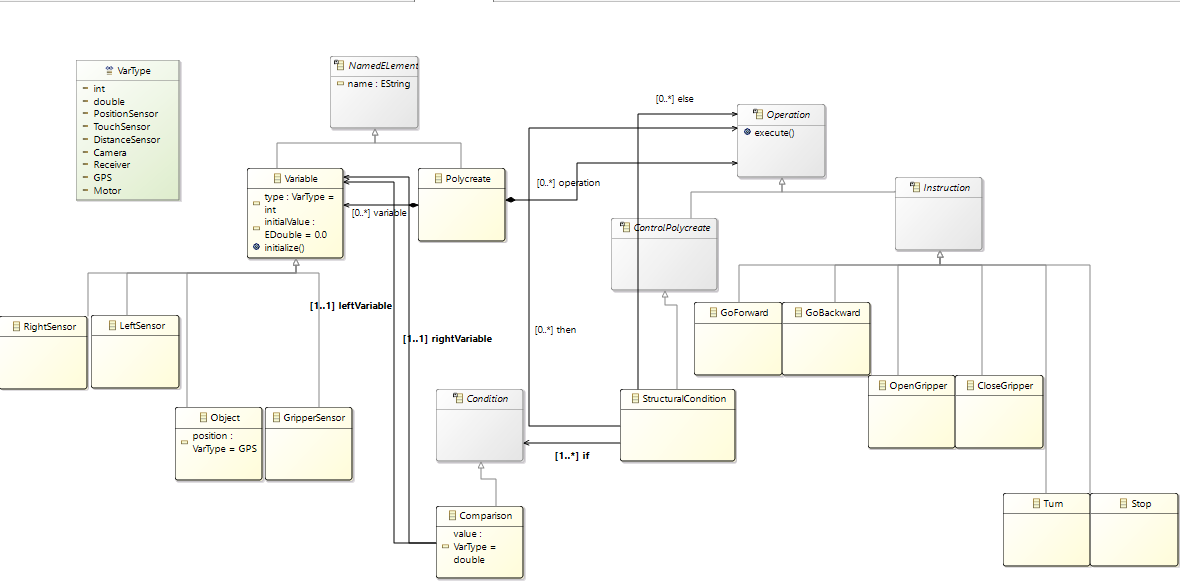 VarType
int
double
PositionSensor
TouchSensor
DistanceSensor
Camera
Receiver
GPS
Motor
NamedELement
name : EString
[0..*] else
Operation
execute()
Variable
type : VarType =
int
initialValue :
EDouble = 0.0
initialize()
Polycreate
[0..*] variable
[0..*] operation
Instruction
ControlPolycreate
[1..1] leftVariable
[1..1] rightVariable
[0..*] then
RightSensor
LeftSensor
GoForward
GoBackward
Object
position :
VarType = GPS
GripperSensor
Condition
StructuralCondition
[1..*] if
OpenGripper
CloseGripper
Comparison
value :
VarType =
double
Turn
Stop